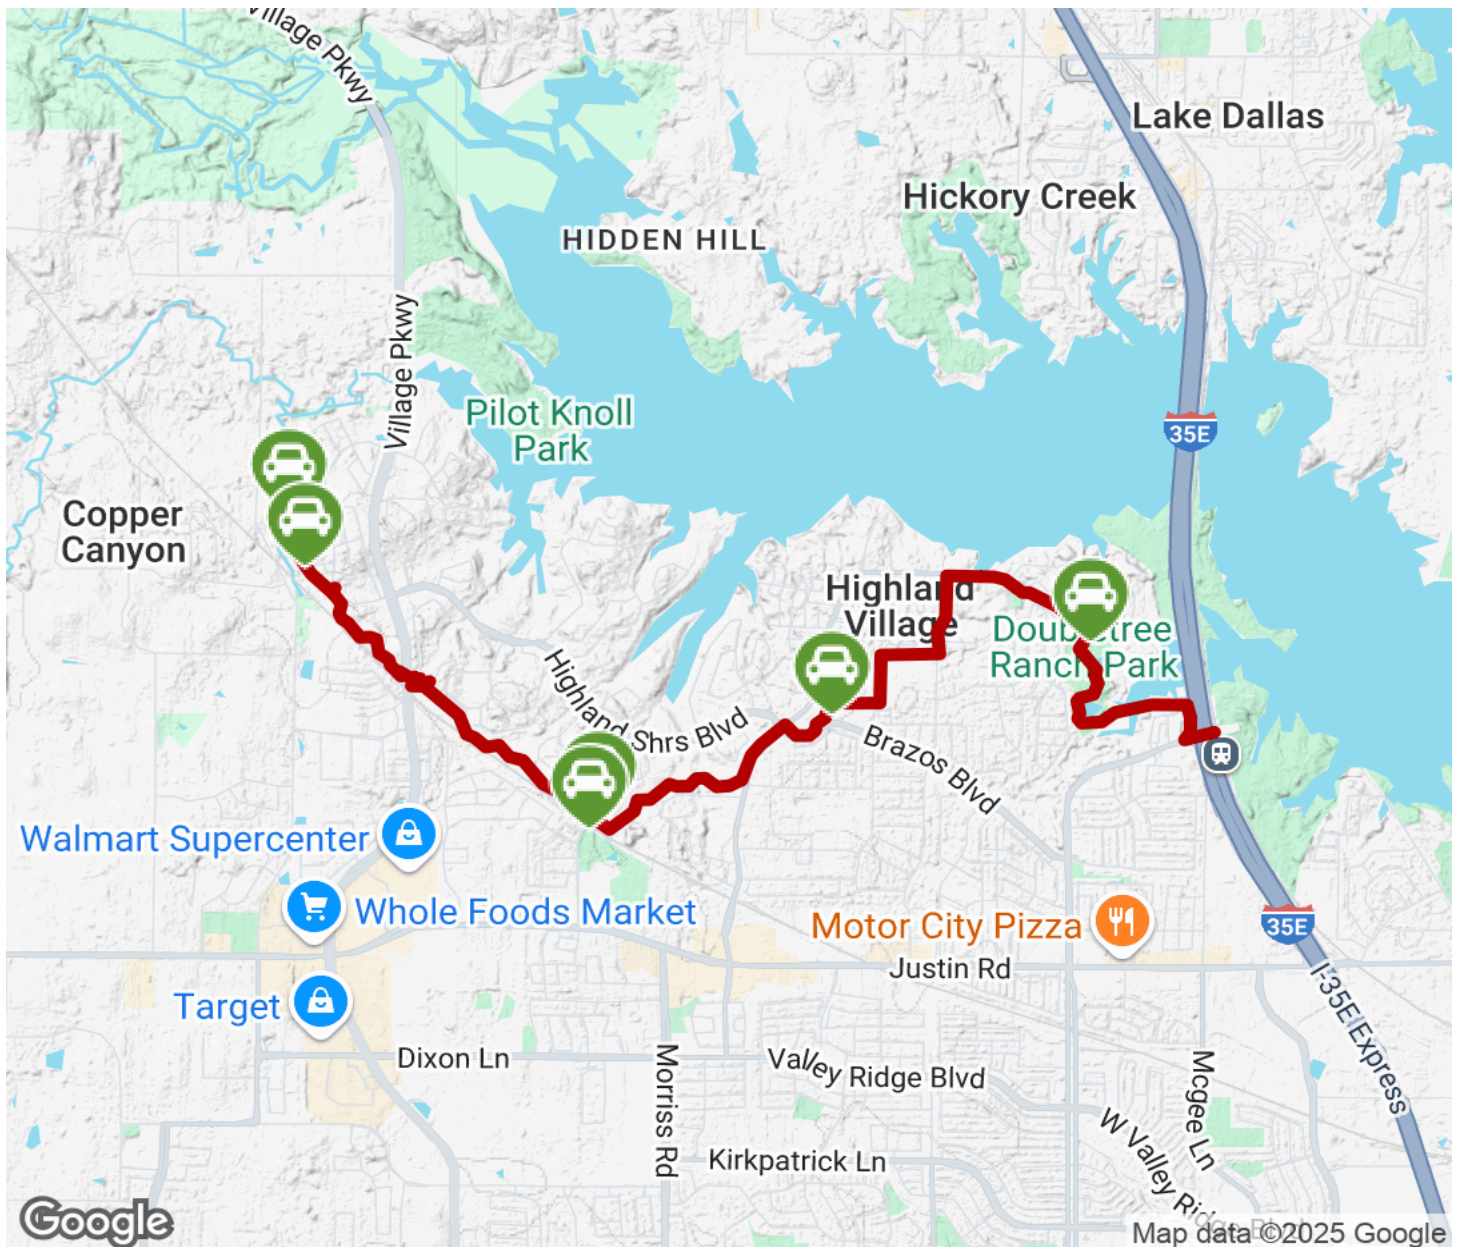 Village Pkwy
Lake Dallas
Hickory Creek
HIDDEN HILL
Village Pkwy
Pilot Knoll
Park
35E
Copper
Canyon
Highland
Village
Doubletree
Ranch Park
Highland Shrs Blvd
Brazos Blvd
Walmart Supercenter
Whole Foods Market
Motor City Pizza
35E
Justin Rd
Target
I-35E Express
Dixon Ln
Morriss Rd
Valley Ridge Blvd
Mcgee Ln
W Valley Ridge Blvd
Kirkpatrick Ln
Google
Map data ©2025 Google